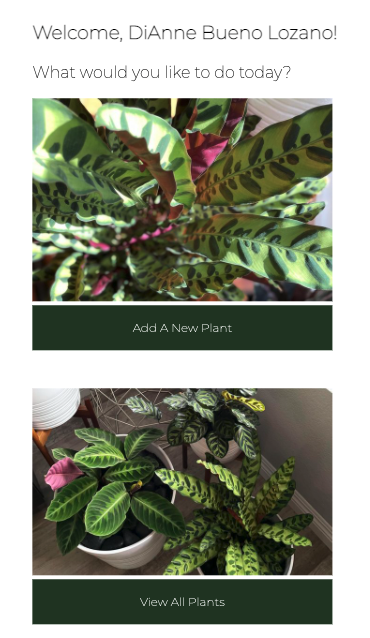 Welcome, DiAnne Bueno Lozano!
What would you like to do today?
Add A New Plant
View All Plants